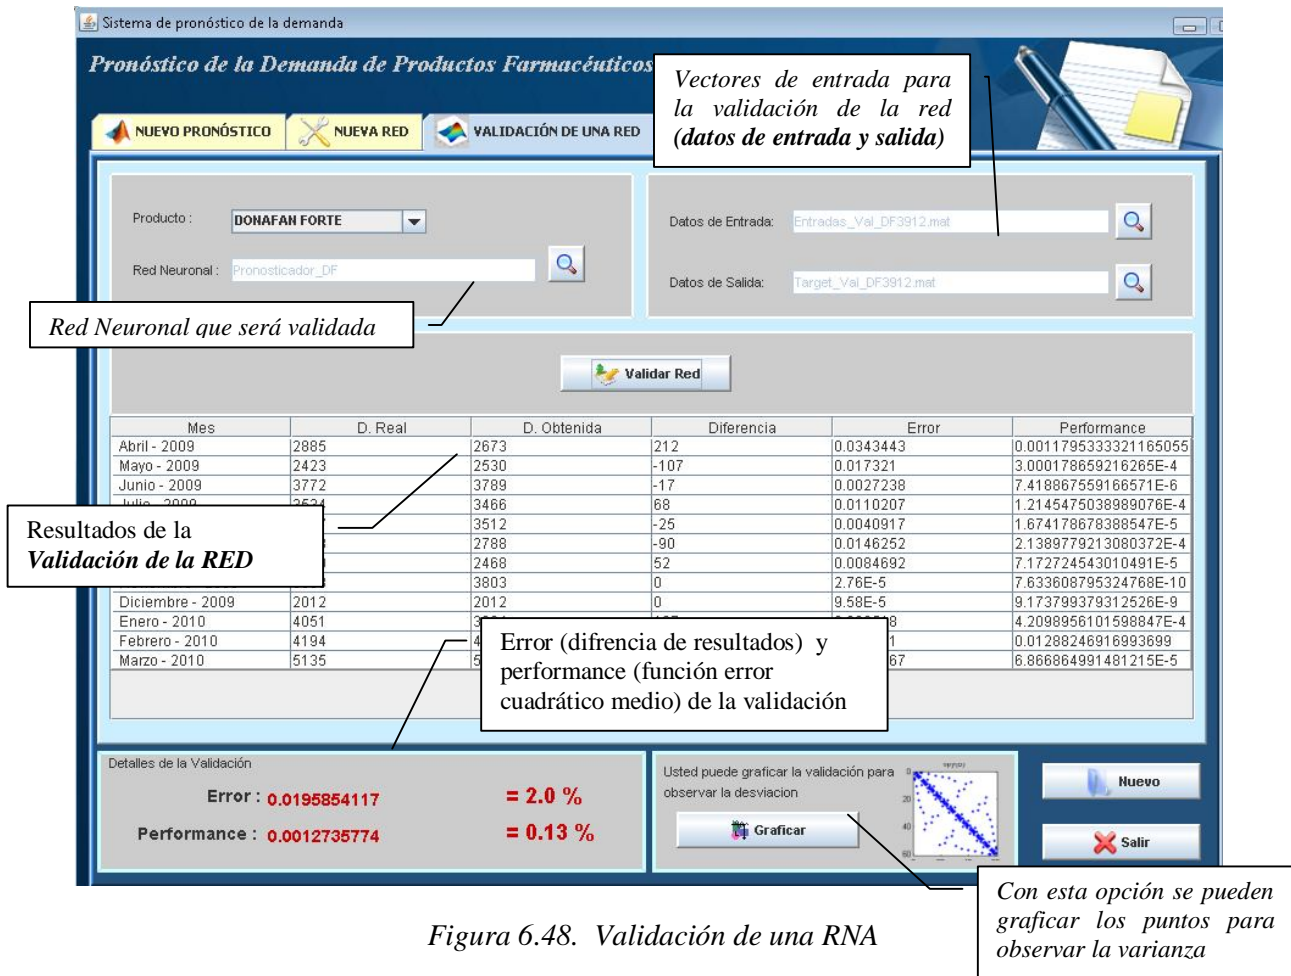 Sistema de pronóstico de la demanda
Pronóstico de la Demanda de Productos Farmacéuticos
Vectores de entrada para
la validación de la red
(datos de entrada y salida)
NUEVO PRONÓSTICO NUEVA RED VALIDACIÓN DE UNA RED
Producto : DONAFAN FORTE
Red Neuronal : Pronosticador_DF
Datos de Entrada: Entradas_Val_DF3912.mat
Datos de Salida: Target_Val_DF3912.mat
Red Neuronal que será validada
Validar Red
Mes D. Real D. Obtenida Diferencia Error Performance
Abril - 2009 2885 2673 212 0.0343443 0.0011795333321165055
Mayo - 2009 2423 2530 -107 0.017321 3.000178659216265E-4
Junio - 2009 3772 3789 -17 0.0027238 7.418867559166571E-6
Julio - 2009 3534 3466 68 0.0110207 1.2145475038989076E-4
3512 -25 0.0040917 1.674178678388547E-5
2788 -90 0.0146252 2.1389779213080372E-4
2468 52 0.0084692 7.172724543010491E-5
3803 0 2.76E-5 7.633608795324768E-10
Diciembre - 2009 2012 2012 0 9.58E-5 9.173799379312526E-9
Enero - 2010 4051 4.2098956101598847E-4
Febrero - 2010 4194 0.01288246916993699
Marzo - 2010 5135 5 67 6.866864991481215E-5
Resultados de la
Validación de la RED
Error (difrencia de resultados) y
performance (función error
cuadrático medio) de la validación
Detalles de la Validación
Error : 0.0195854117 = 2.0 %
Performance : 0.0012735774 = 0.13 %
Usted puede graficar la validación para
observar la desviacion
Graficar
0
20
40
60
Nuevo
Salir
Con esta opción se pueden
graficar los puntos para
observar la varianza
Figura 6.48. Validación de una RNA